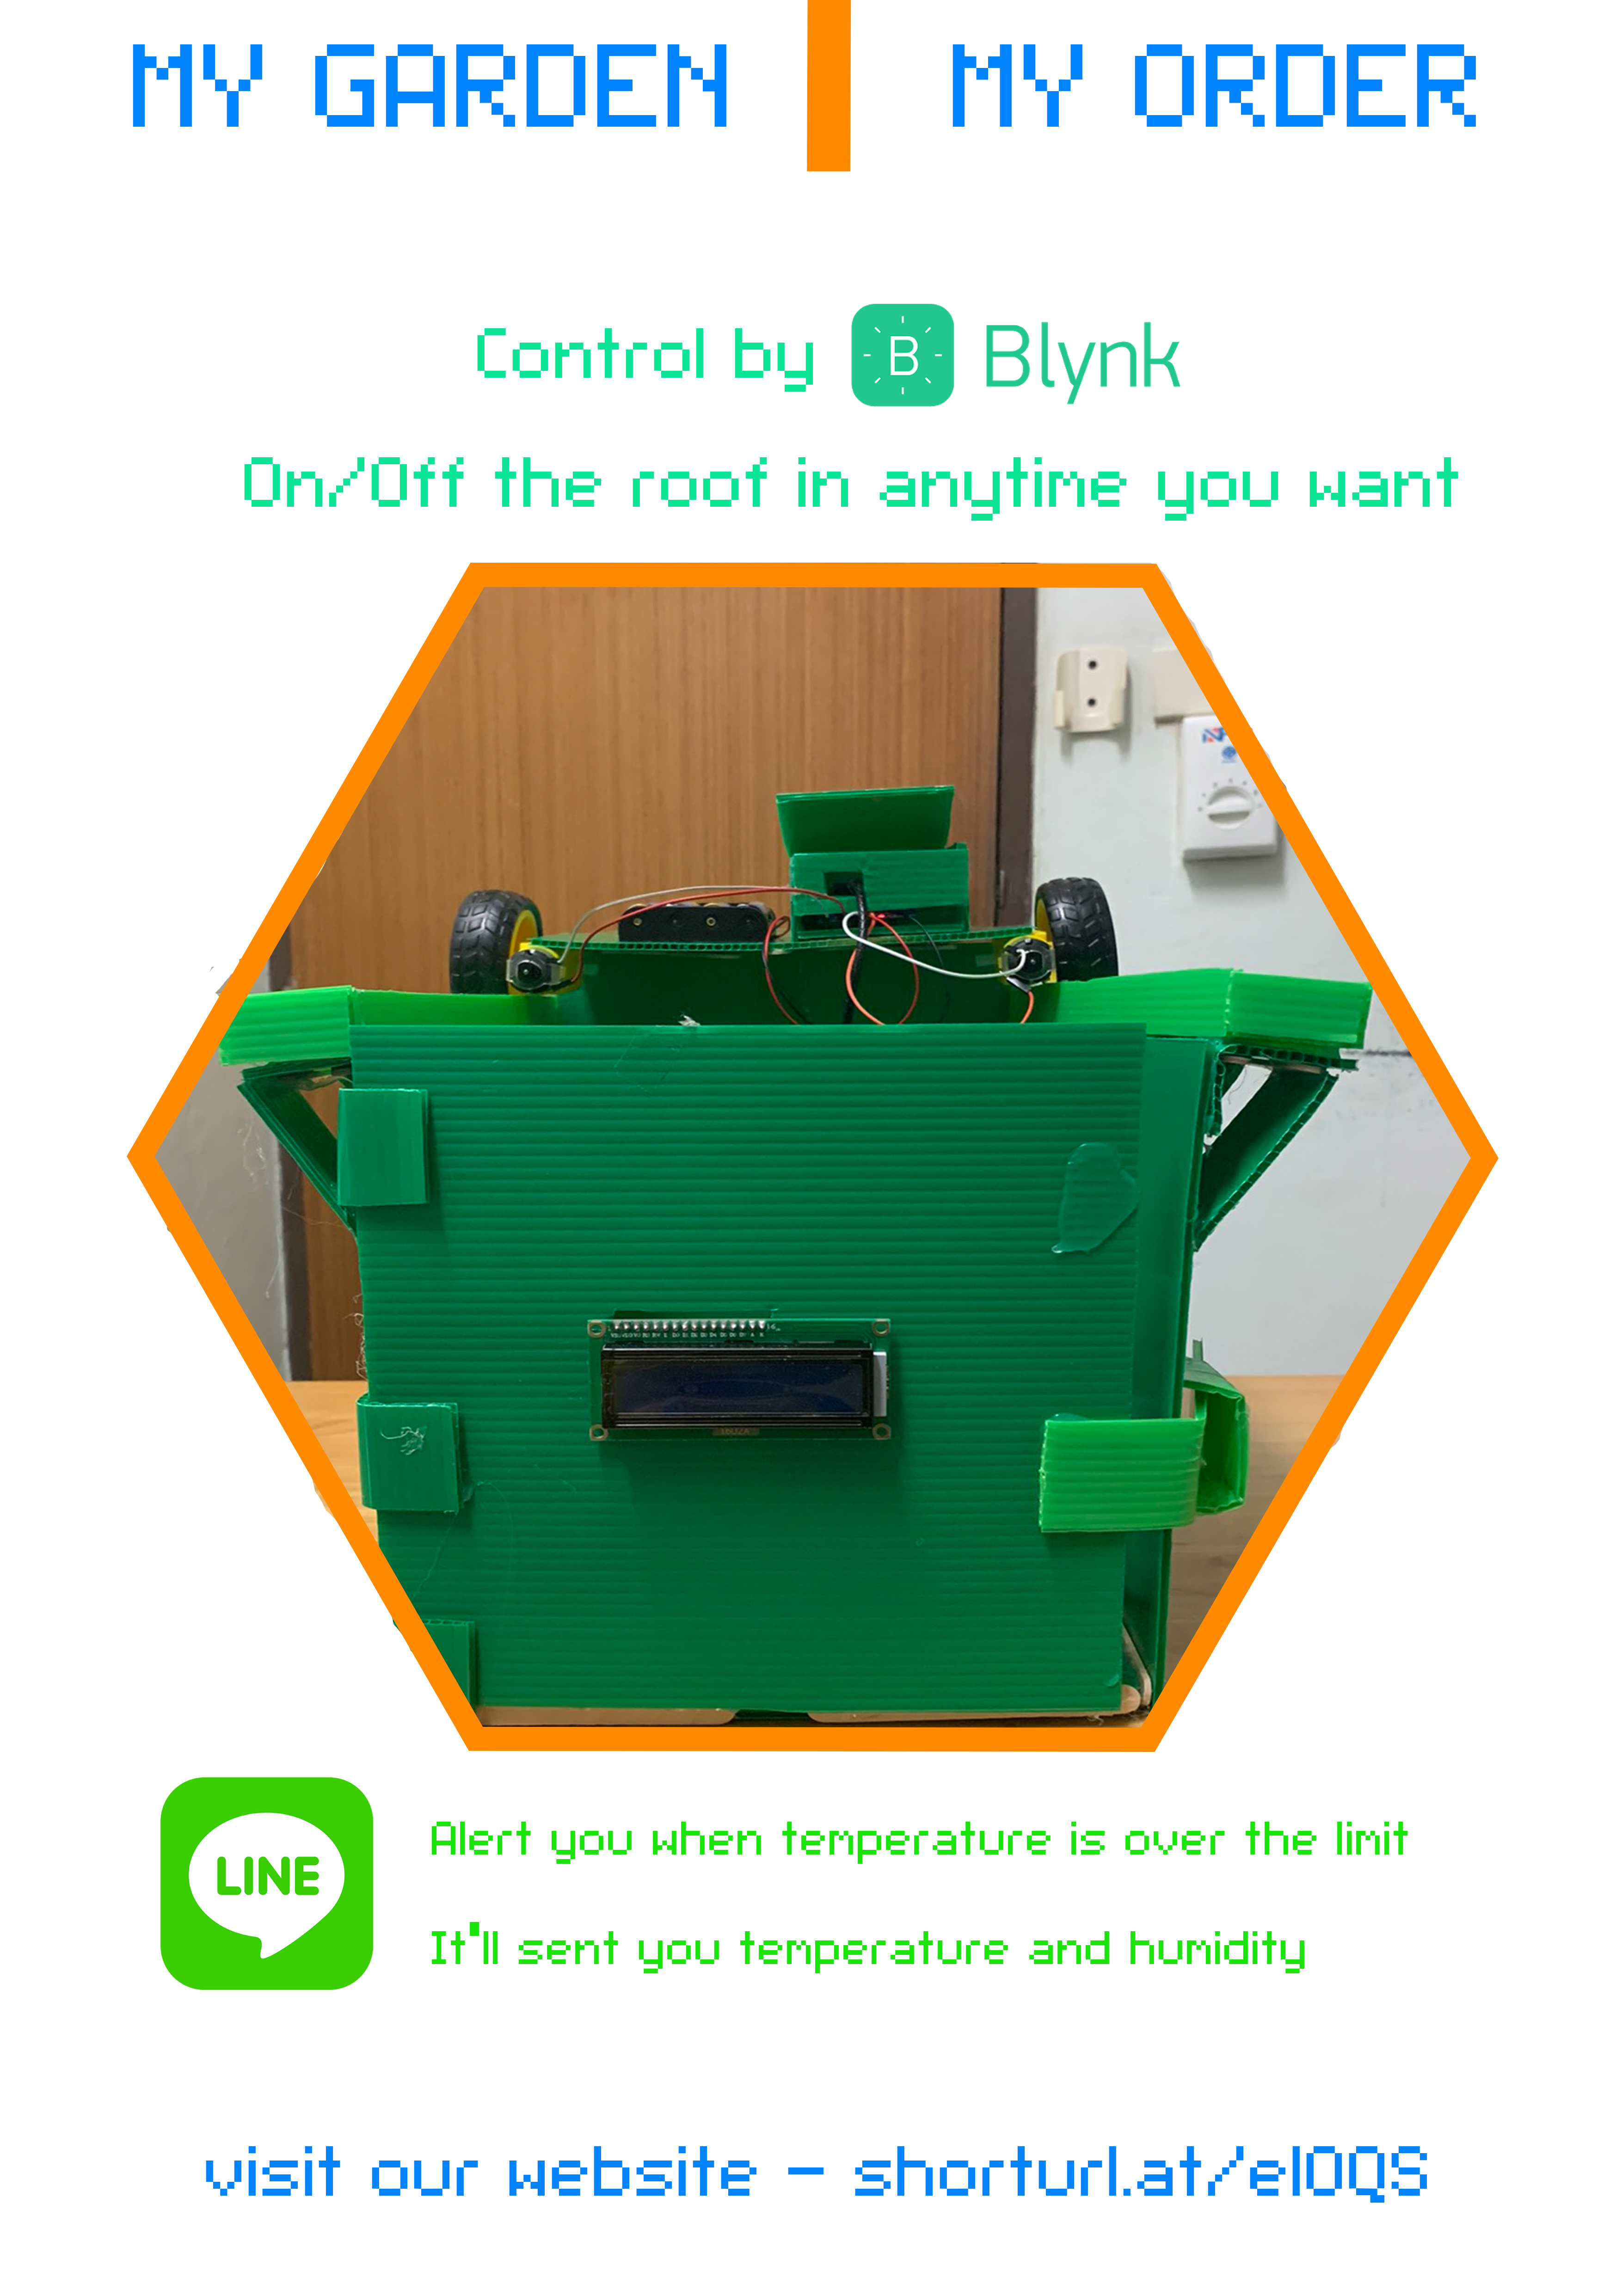 MY GARDEN MY ORDER
Control by B Blynk
On/Off the roof in anytime you want
LINE
Alert you when temperature is over the limit
It'll sent you temperature and humidity
visit our website - shorturl.at/elOQS